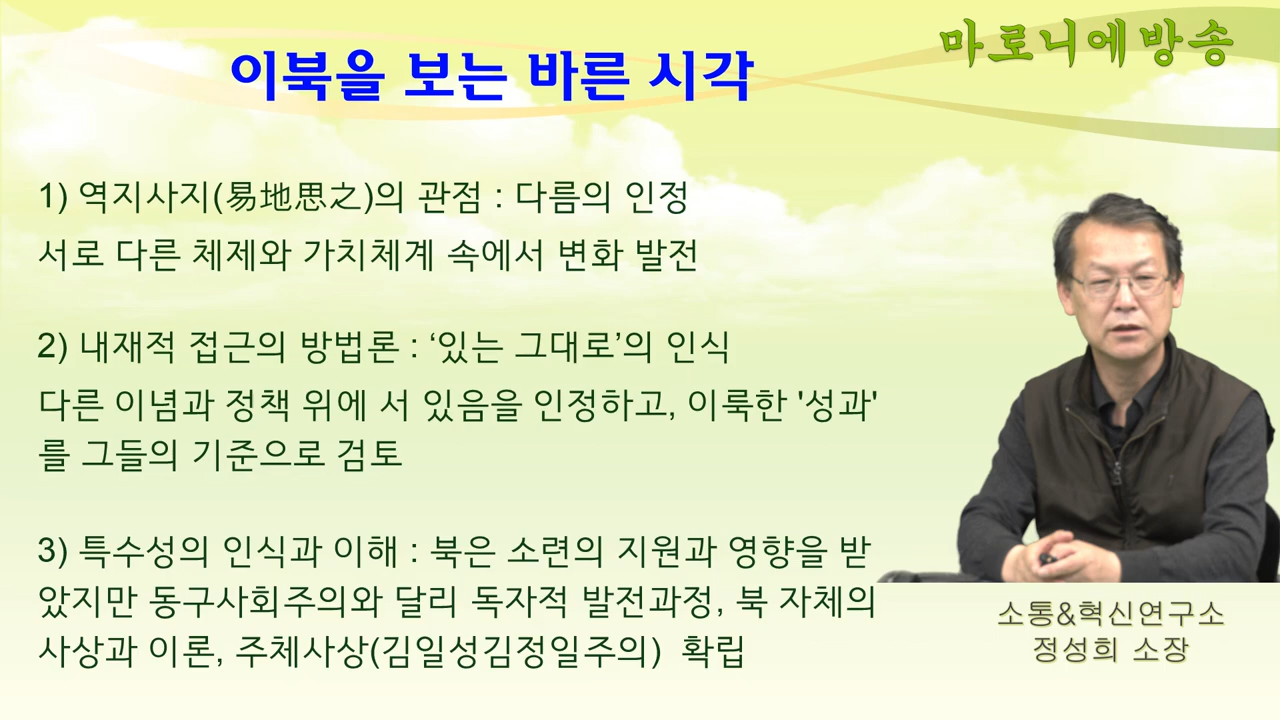 마로니에방송
이북을 보는 바른 시각
1) 역지사지(易地思之)의 관점 : 다름의 인정
서로 다른 체제와 가치체계 속에서 변화 발전
2) 내재적 접근의 방법론 : ‘있는 그대로’의 인식
다른 이념과 정책 위에 서 있음을 인정하고, 이룩한 '성과'
를 그들의 기준으로 검토
3) 특수성의 인식과 이해 : 북은 소련의 지원과 영향을 받
았지만 동구사회주의와 달리 독자적 발전과정, 북 자체의
사상과 이론, 주체사상(김일성김정일주의) 확립
소통&혁신연구소
정성희 소장